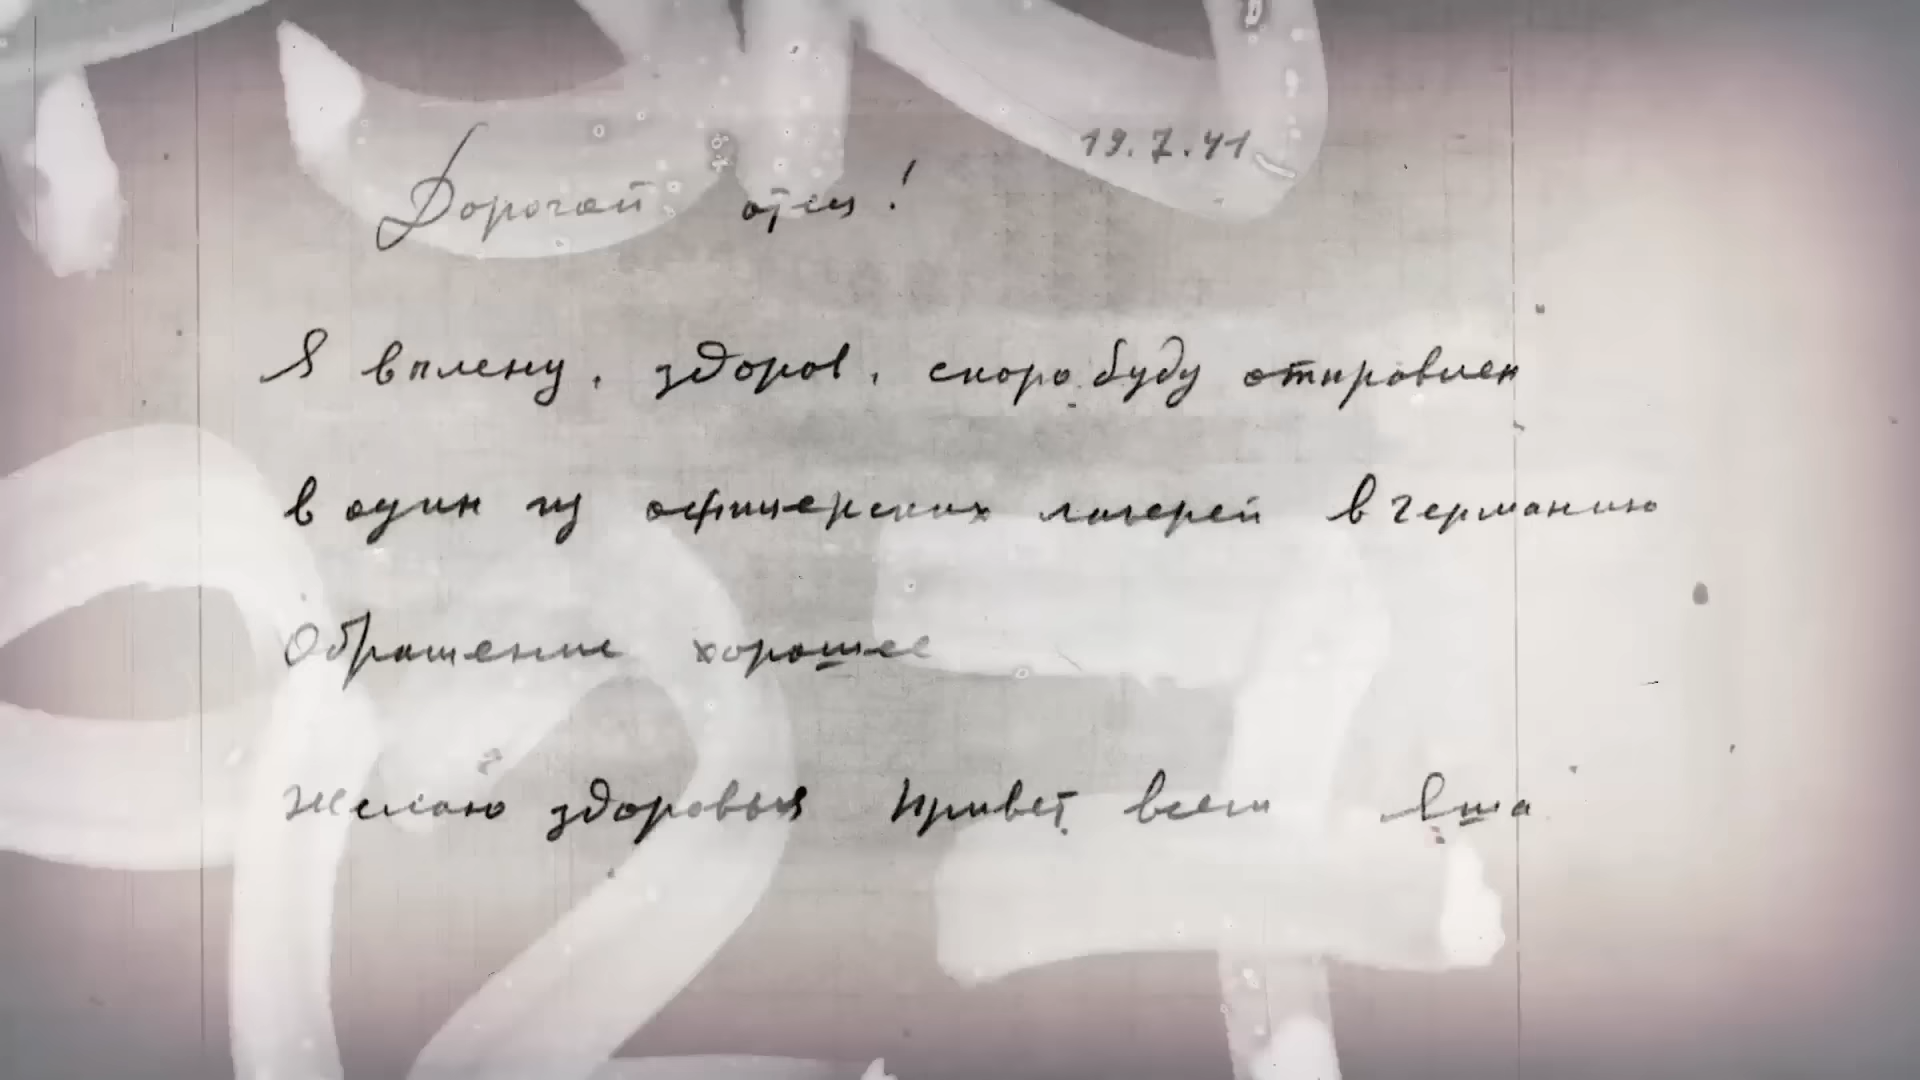 19.7.41
Дорогой отец!
Я в плену, здоров, скоро буду отправлен
в один из офицерских лагерей в Германию
Обращение хорошее
Желаю здоровья Привет всем Яша